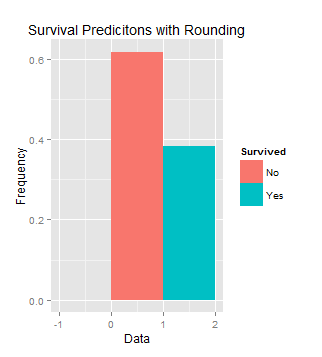 Survival Predicitons with Rounding
0.6
0.4
0.2
0.0
Frequency
-1 0 1 2
Data
Survived
No
Yes